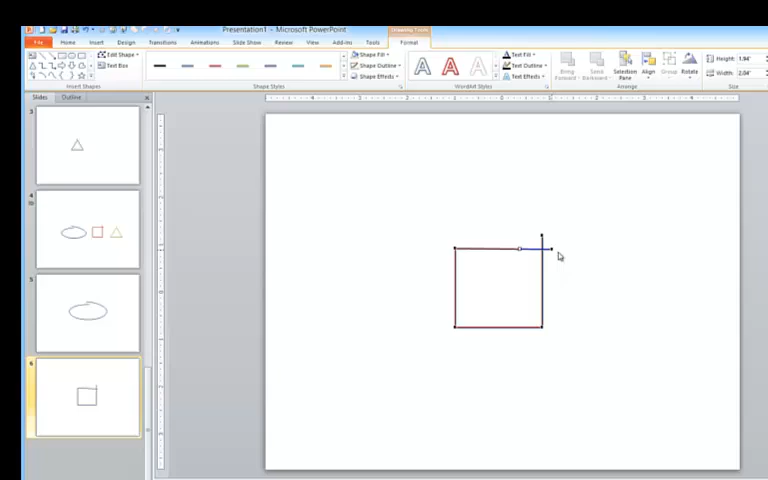 Presentation1 - Microsoft PowerPoint
Drawing Tools
File Home Insert Design Transitions Animations Slide Show Review View Add-ins Tools Format
Edit Shape
Text Box
Insert Shapes
Shape Fill
Shape Outline
Shape Effects
Shape Styles
A A A
Text Fill
Text Outline
Text Effects
WordArt Styles
Bring Forward
Send Backward
Selection Pane
Align
Group
Rotate
Arrange
Height: 1.94"
Width: 2.04"
Size
Slides Outline
3
4
5
6